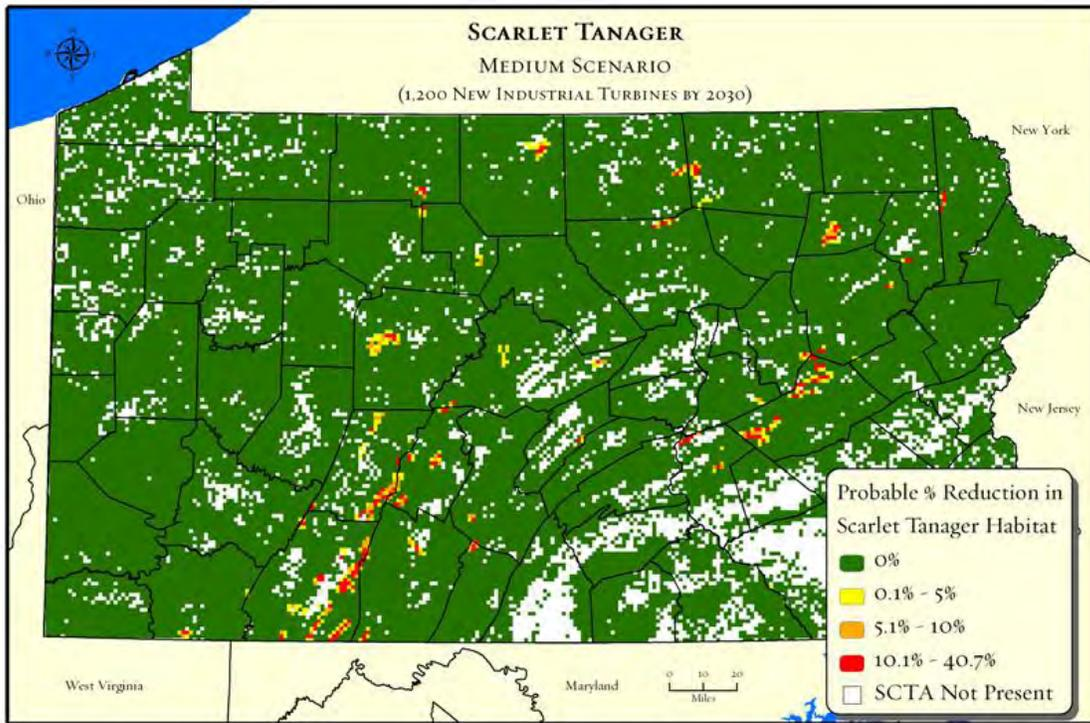 SCARLET TANAGER
MEDIUM SCENARIO
(1,200 NEW INDUSTRIAL TURBINES BY 2030)
New York
Ohio
New Jersey
Probable % Reduction in
Scarlet Tanager Habitat
0%
0.1% - 5%
5.1% - 10%
10.1% - 40.7%
SCTA Not Present
West Virginia
Maryland
0 10 20
Miles